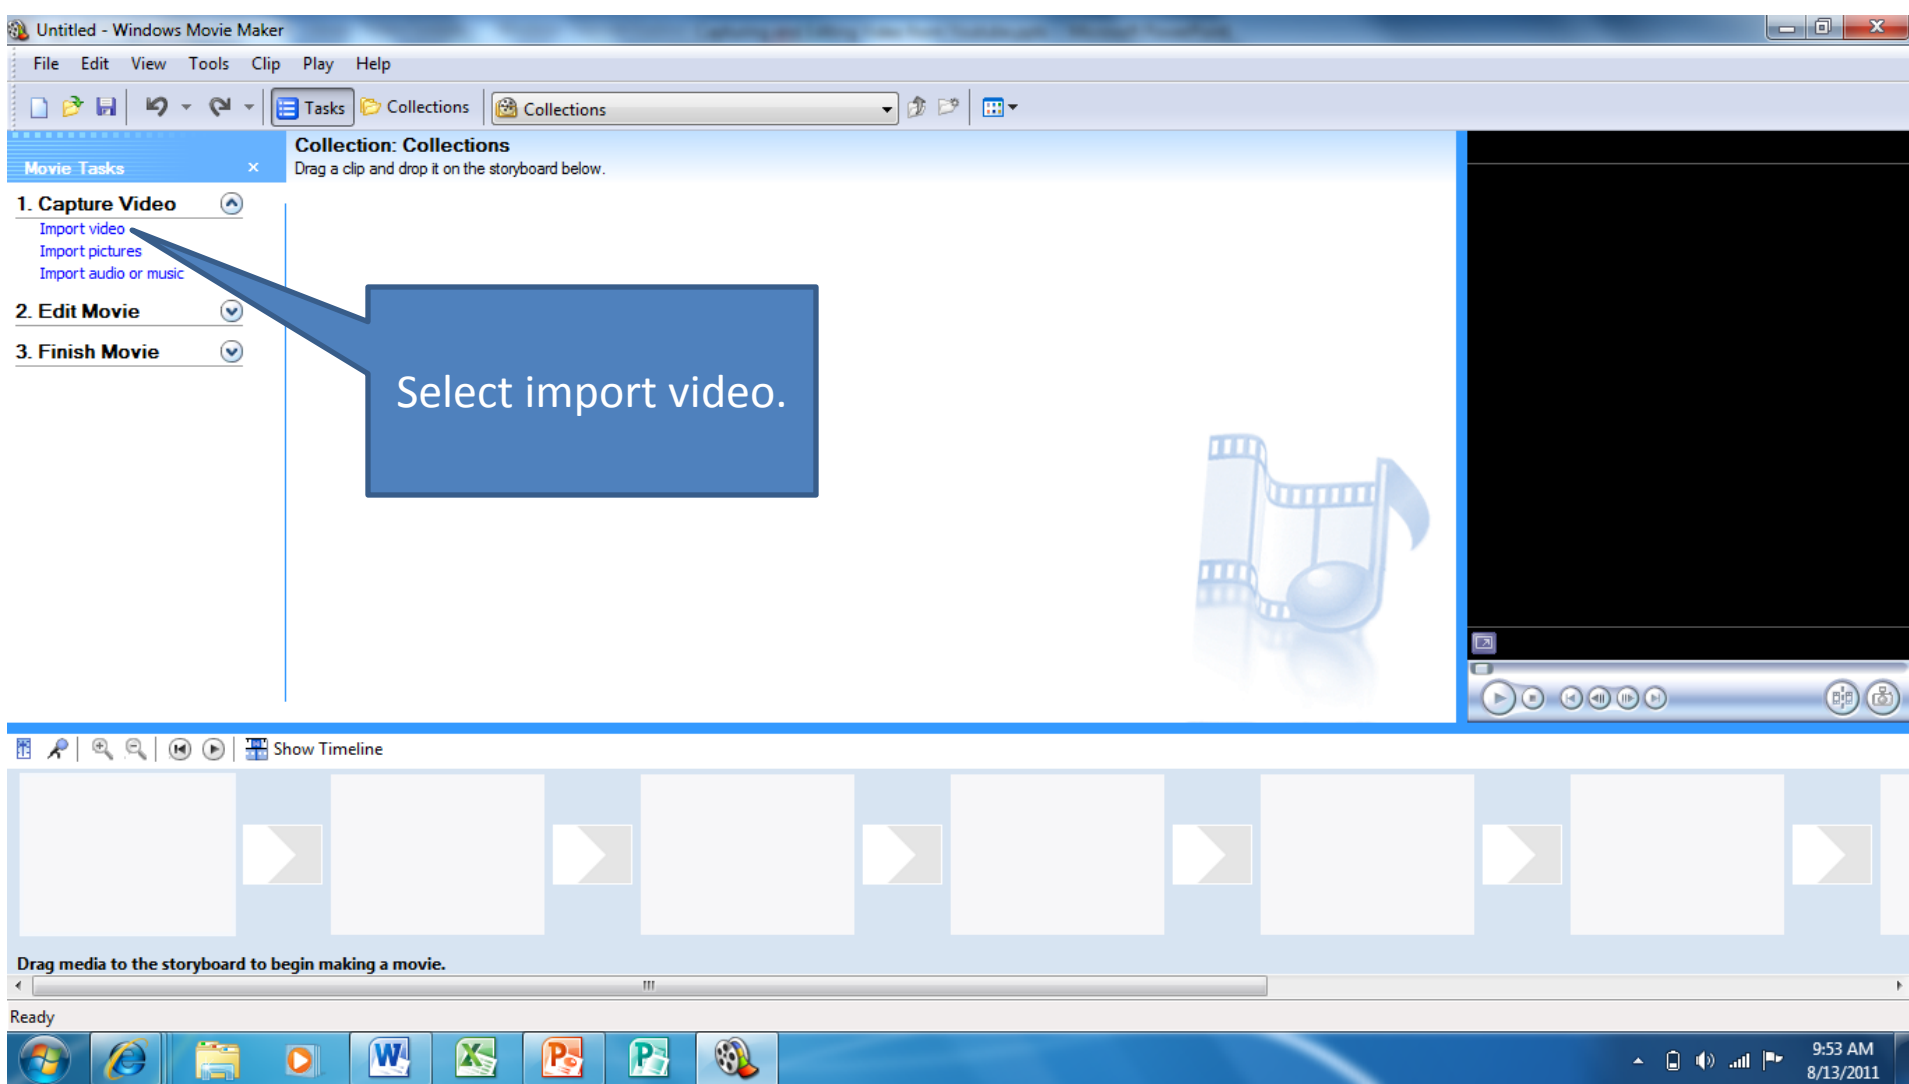 Untitled - Windows Movie Maker
File Edit View Tools Clip Play Help
Tasks Collections Collections
Movie Tasks
Collection: Collections
Drag a clip and drop it on the storyboard below.
1. Capture Video
Import video
Import pictures
Import audio or music
2. Edit Movie
3. Finish Movie
Select import video.
Show Timeline
Drag media to the storyboard to begin making a movie.
Ready
9:53 AM
8/13/2011